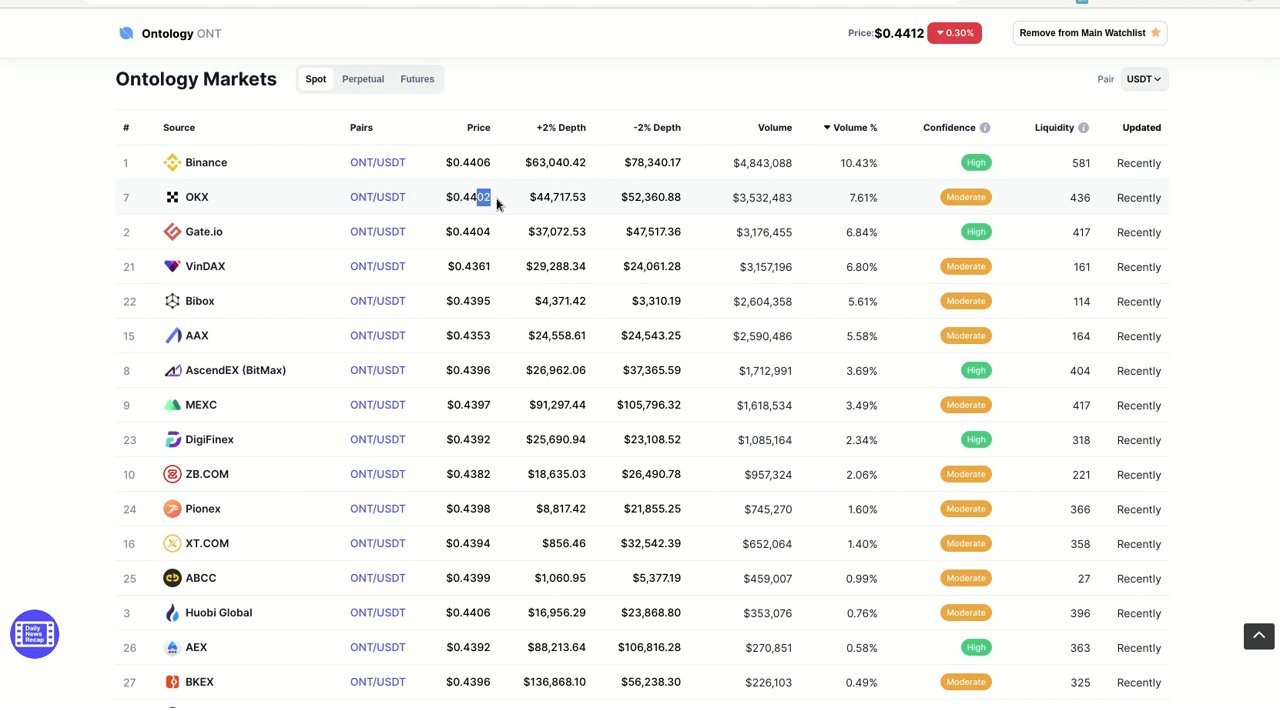 Ontology ONT Price:$0.4412 0.30% Remove from Main Watchlist
Ontology Markets Spot Perpetual Futures Pair USDT
# Source Pairs Price +2% Depth -2% Depth Volume Volume % Confidence Liquidity Updated
1 Binance ONT/USDT $0.4406 $63,040.42 $78,340.17 $4,843,088 10.43% High 581 Recently
7 OKX ONT/USDT $0.4402 $44,717.53 $52,360.88 $3,532,483 7.61% Moderate 436 Recently
2 Gate.io ONT/USDT $0.4404 $37,072.53 $47,517.36 $3,176,455 6.84% High 417 Recently
21 VinDAX ONT/USDT $0.4361 $29,288.34 $24,061.28 $3,157,196 6.80% Moderate 161 Recently
22 Bibox ONT/USDT $0.4395 $4,371.42 $3,310.19 $2,604,358 5.61% Moderate 114 Recently
15 AAX ONT/USDT $0.4353 $24,558.61 $24,543.25 $2,590,486 5.58% Moderate 164 Recently
8 AscendEX (BitMax) ONT/USDT $0.4396 $26,962.06 $37,365.59 $1,712,991 3.69% High 404 Recently
9 MEXC ONT/USDT $0.4397 $91,297.44 $105,796.32 $1,618,534 3.49% Moderate 417 Recently
23 DigiFinex ONT/USDT $0.4392 $25,690.94 $23,108.52 $1,085,164 2.34% High 318 Recently
10 ZB.COM ONT/USDT $0.4382 $18,635.03 $26,490.78 $957,324 2.06% Moderate 221 Recently
24 Pionex ONT/USDT $0.4398 $8,817.42 $21,855.25 $745,270 1.60% Moderate 366 Recently
16 XT.COM ONT/USDT $0.4394 $856.46 $32,542.39 $652,064 1.40% Moderate 358 Recently
25 ABCC ONT/USDT $0.4399 $1,060.95 $5,377.19 $459,007 0.99% Moderate 27 Recently
3 Huobi Global ONT/USDT $0.4406 $16,956.29 $23,868.80 $353,076 0.76% Moderate 396 Recently
Daily
News
Recap
26 AEX ONT/USDT $0.4392 $88,213.64 $106,816.28 $270,851 0.58% High 363 Recently
27 BKEX ONT/USDT $0.4396 $136,868.10 $56,238.30 $226,103 0.49% Moderate 325 Recently